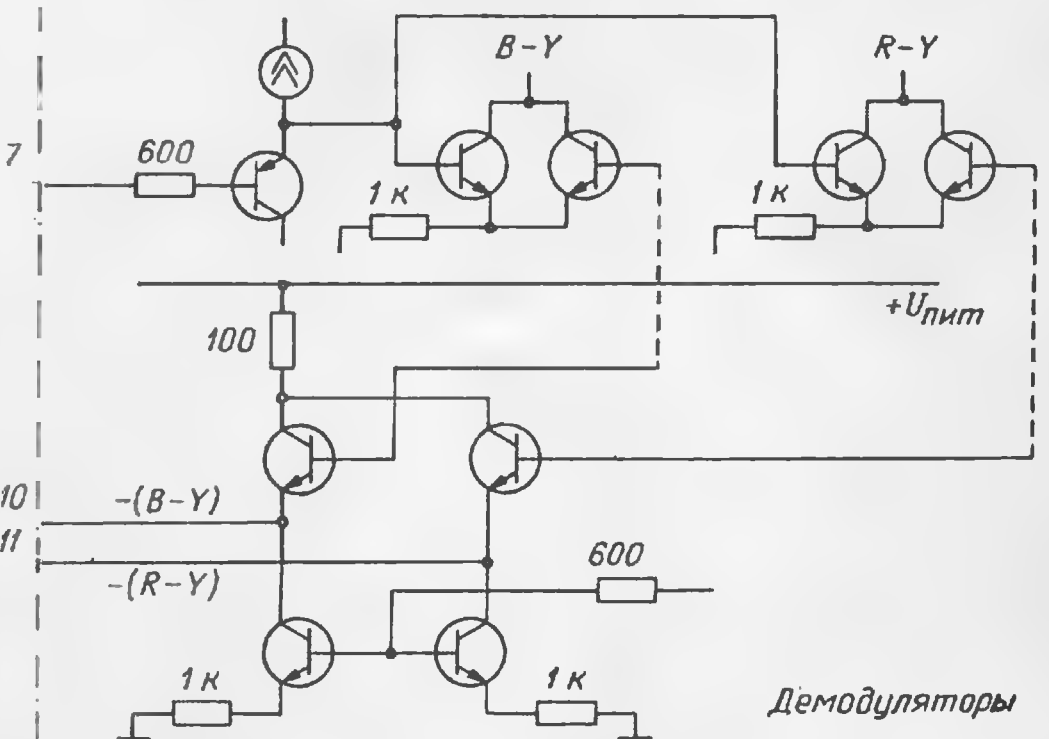 B-Y
R-Y
7
600
1 к
1 к
+Uпит
100
10
-(B-Y)
11
-(R-Y)
600
1 к
1 к
Демодуляторы